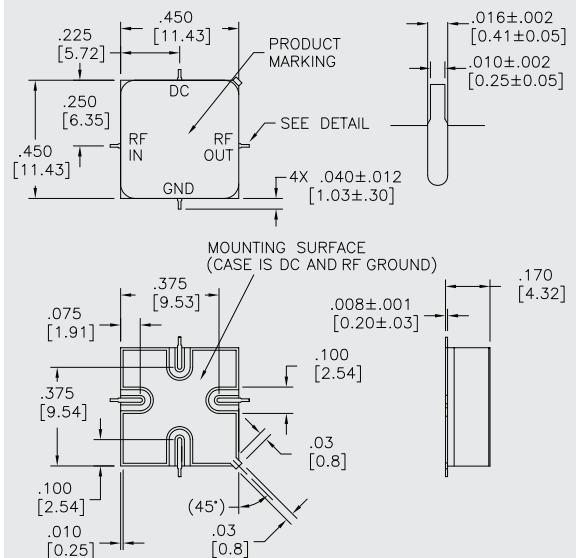 .450
[11.43]
.225
[5.72]
PRODUCT
MARKING
.016±.002
[0.41±0.05]
.010±.002
[0.25±0.05]
DC
.250
[6.35]
RF
IN
RF
OUT
SEE DETAIL
.450
[11.43]
GND
4X .040±.012
[1.03±.30]
MOUNTING SURFACE
(CASE IS DC AND RF GROUND)
.375
[9.53]
.170
[4.32]
.075
[1.91]
.008±.001
[0.20±.03]
.100
[2.54]
.375
[9.54]
.03
[0.8]
.100
[2.54]
(45°)
.03
[0.8]
.010
[0.25]